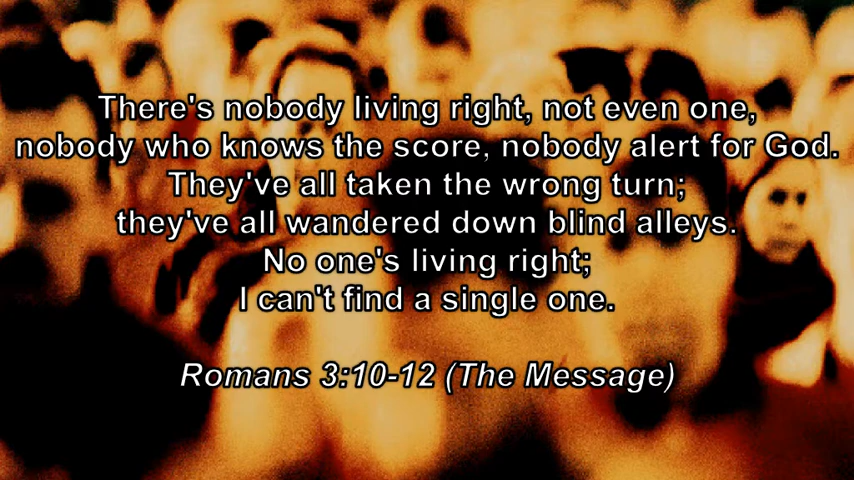 There's nobody living right, not even one,
nobody who knows the score, nobody alert for God.
They've all taken the wrong turn;
they've all wandered down blind alleys.
No one's living right;
I can't find a single one.
Romans 3:10-12 (The Message)